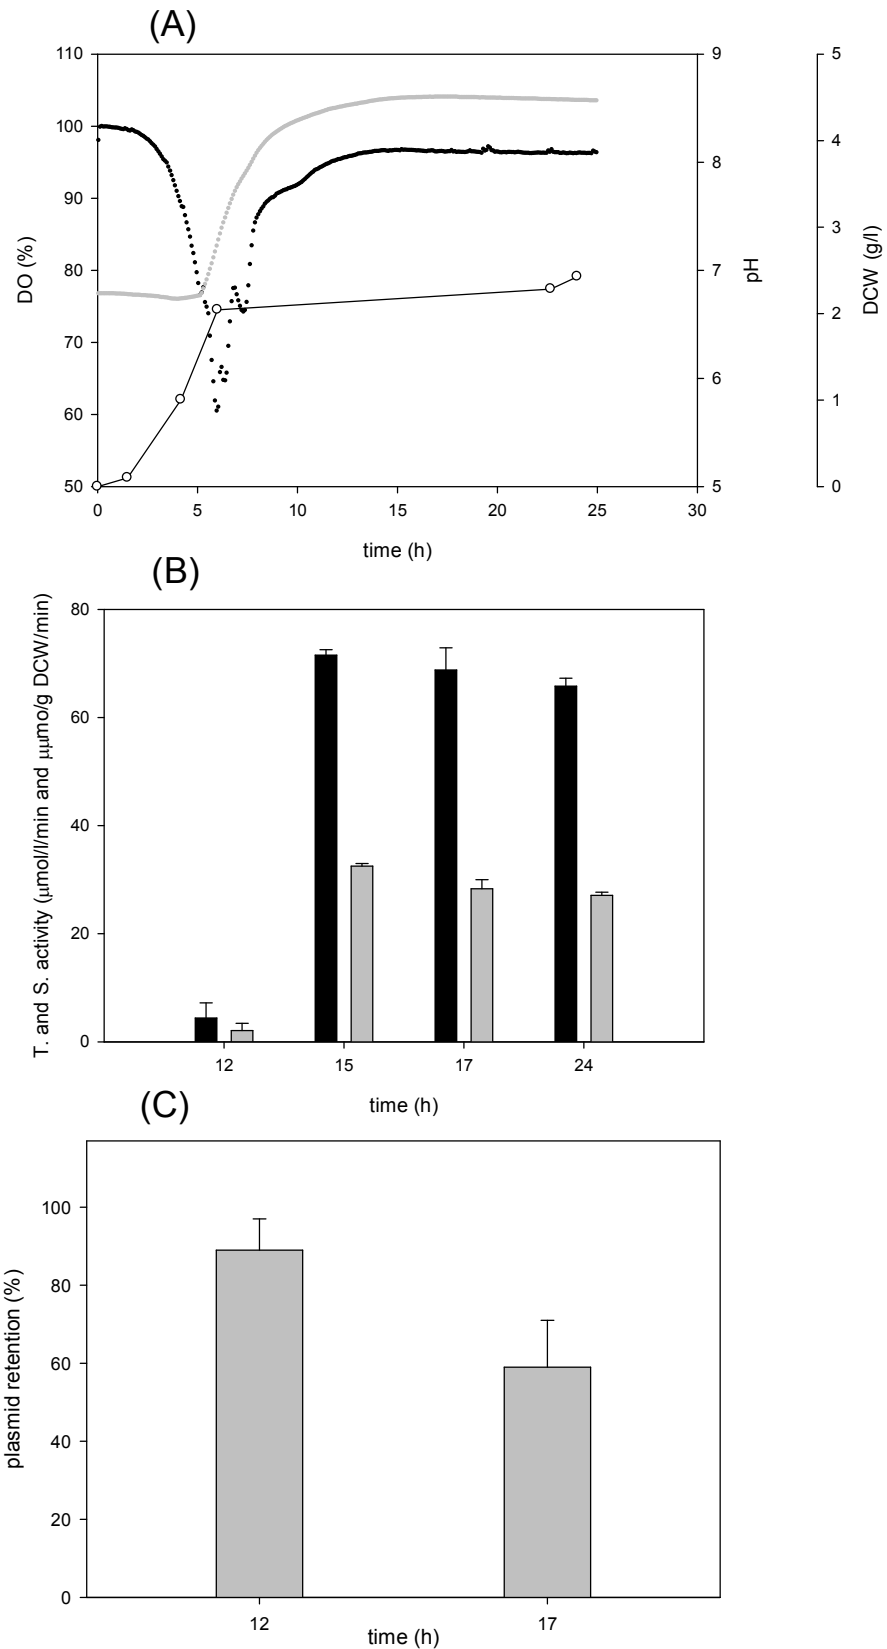 (A)
110
100
90
80
70
60
50
DO (%)
9
8
7
6
5
pH
5
4
3
2
1
0
DCW (g/l)
0 5 10 15 20 25 30
time (h)
(B)
80
60
40
20
0
T. and S. activity (μmol/l/min and μμmo/g DCW/min)
12 15 17 24
time (h)
(C)
100
80
60
40
20
0
plasmid retention (%)
12 17
time (h)